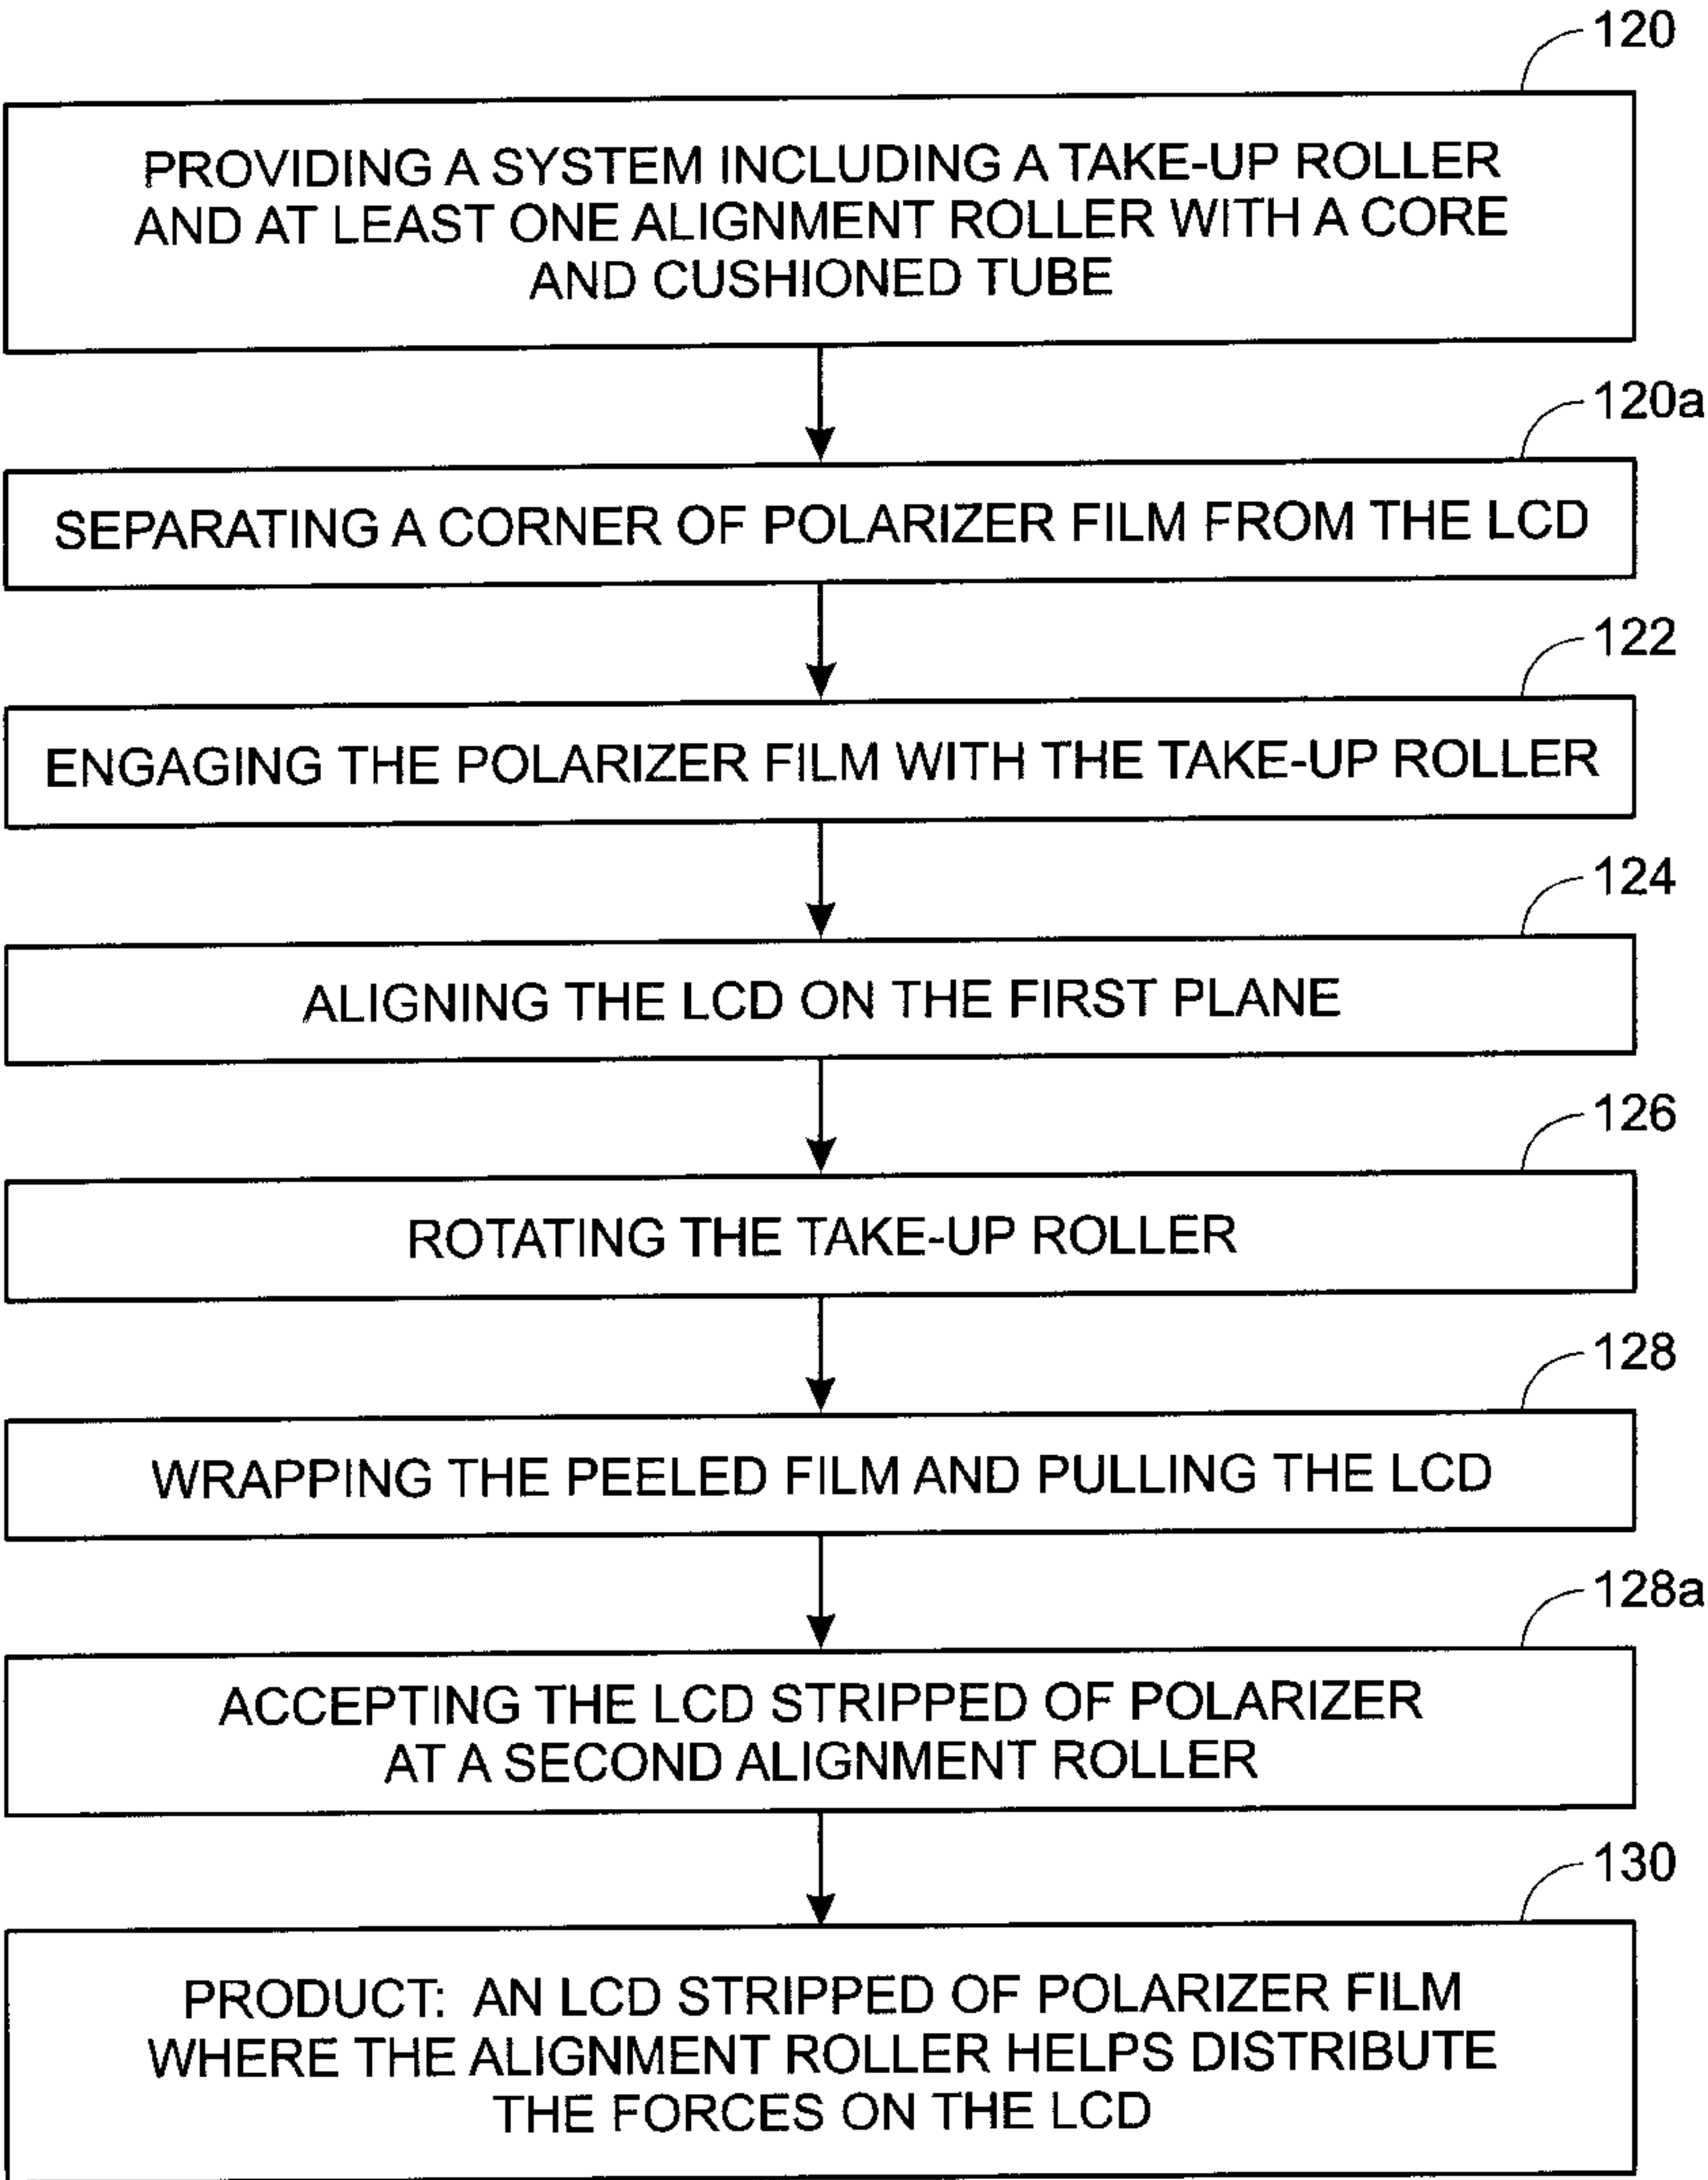 120
PROVIDING A SYSTEM INCLUDING A TAKE-UP ROLLER
AND AT LEAST ONE ALIGNMENT ROLLER WITH A CORE
AND CUSHIONED TUBE
120a
SEPARATING A CORNER OF POLARIZER FILM FROM THE LCD
122
ENGAGING THE POLARIZER FILM WITH THE TAKE-UP ROLLER
124
ALIGNING THE LCD ON THE FIRST PLANE
126
ROTATING THE TAKE-UP ROLLER
128
WRAPPING THE PEELED FILM AND PULLING THE LCD
128a
ACCEPTING THE LCD STRIPPED OF POLARIZER
AT A SECOND ALIGNMENT ROLLER
130
PRODUCT: AN LCD STRIPPED OF POLARIZER FILM
WHERE THE ALIGNMENT ROLLER HELPS DISTRIBUTE
THE FORCES ON THE LCD